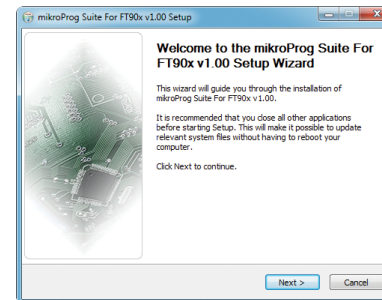 mikroProg Suite For FT90x v1.00 Setup
Welcome to the mikroProg Suite For
FT90x v1.00 Setup Wizard
This wizard will guide you through the installation of
mikroProg Suite For FT90x v1.00.
It is recommended that you close all other applications
before starting Setup. This will make it possible to update
relevant system files without having to reboot your
computer.
Click Next to continue.
Next >
Cancel